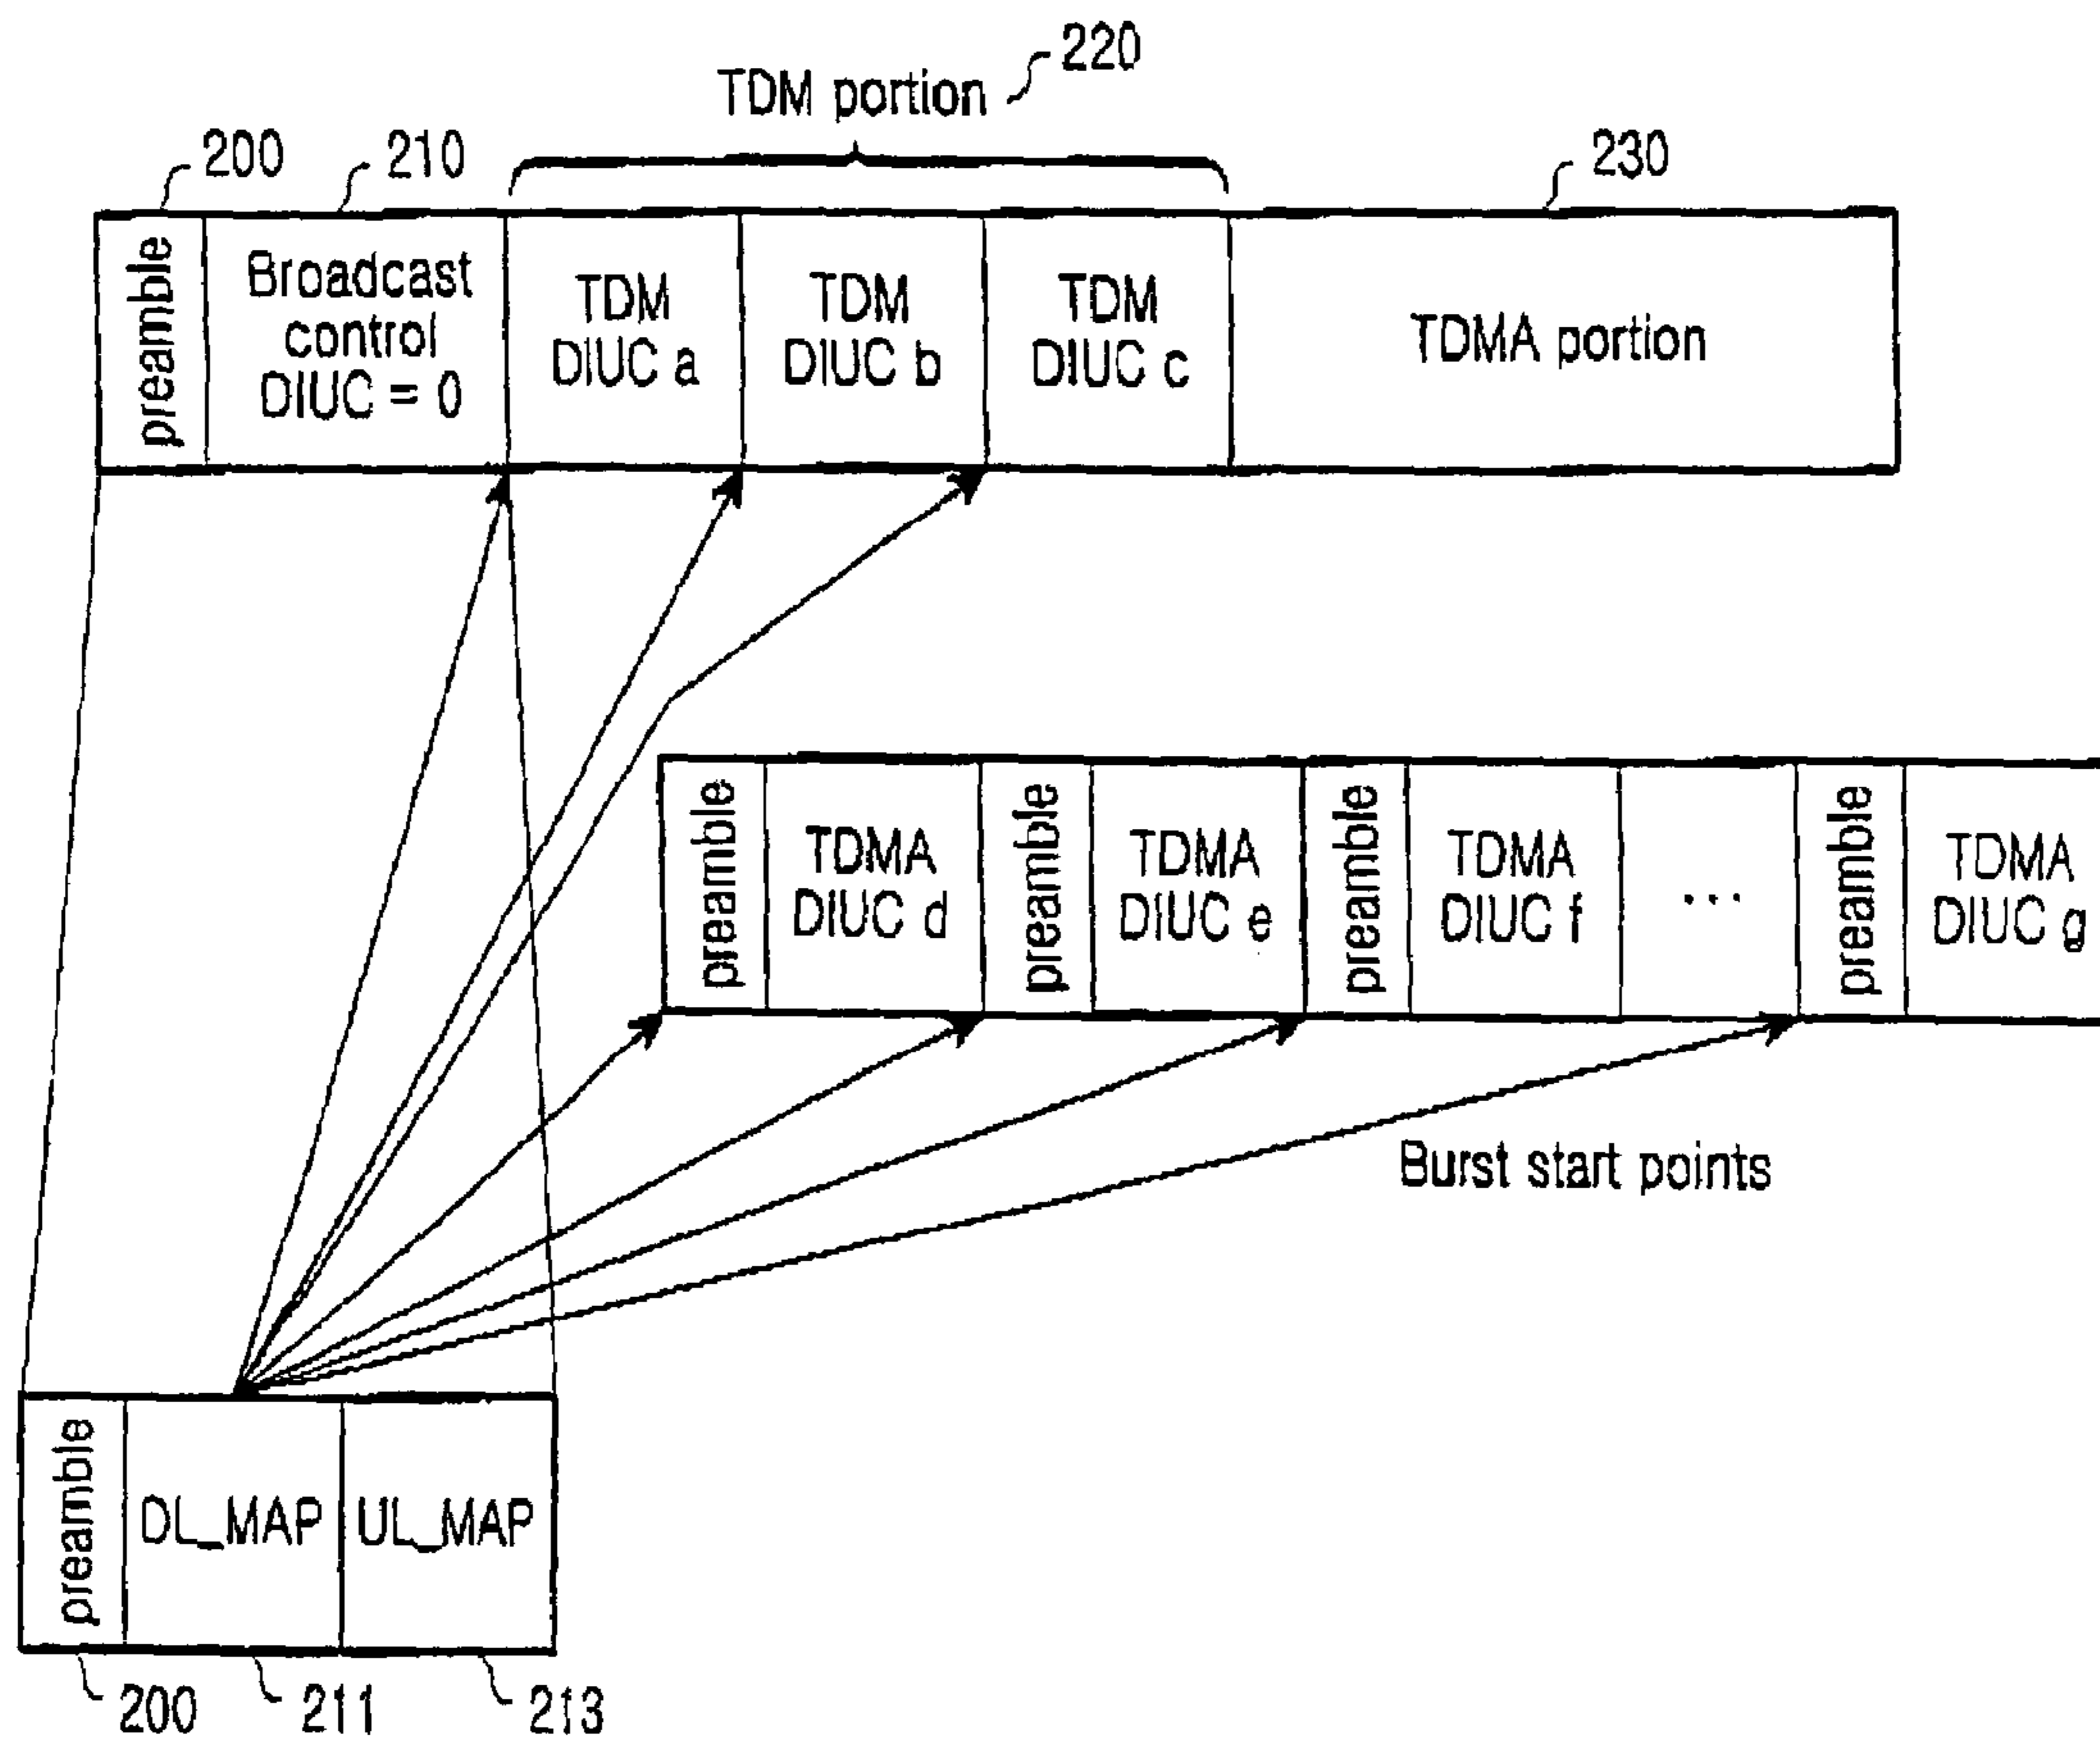 TDM portion 220
200
210
230
preamble
Broadcast
control
DIUC = 0
TDM
DIUC a
TDM
DIUC b
TDM
DIUC c
TDMA portion
preamble
TDMA
DIUC d
preamble
TDMA
DIUC e
preamble
TDMA
DIUC f
...
preamble
TDMA
DIUC g
Burst start points
preamble
DL_MAP
UL_MAP
200
211
213